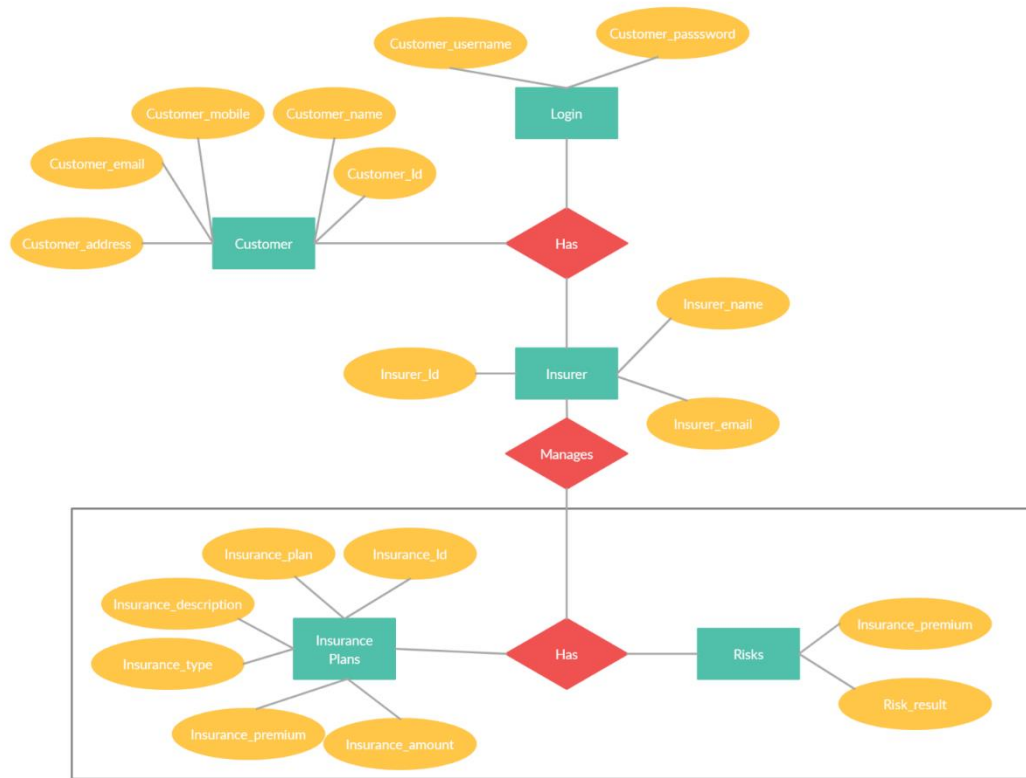 Customer_passsword
Customer_username
Login
Customer_mobile
Customer_name
Customer_email
Customer_Id
Customer_address
Customer
Has
Insurer_name
Insurer_Id
Insurer
Insurer_email
Manages
Insurance_plan
Insurance_Id
Insurance_description
Insurance_type
Insurance
Plans
Has
Risks
Insurance_premium
Risk_result
Insurance_premium
Insurance_amount